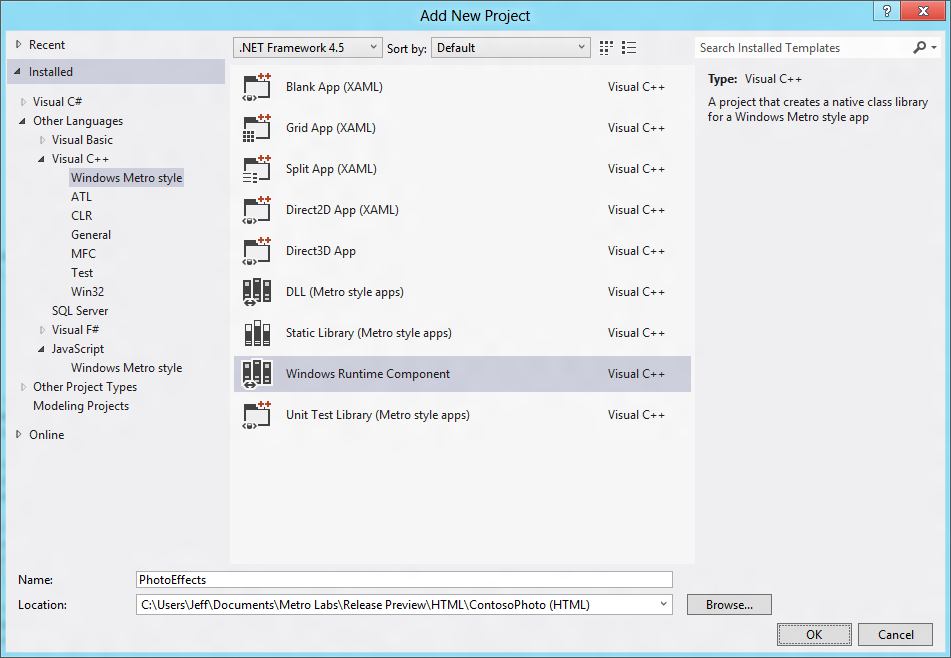 Add New Project
?
Recent
Installed
Visual C#
Other Languages
Visual Basic
Visual C++
Windows Metro style
ATL
CLR
General
MFC
Test
Win32
SQL Server
Visual F#
JavaScript
Windows Metro style
Other Project Types
Modeling Projects
Online
.NET Framework 4.5 Sort by: Default
Blank App (XAML) Visual C++
Grid App (XAML) Visual C++
Split App (XAML) Visual C++
Direct2D App (XAML) Visual C++
Direct3D App Visual C++
DLL (Metro style apps) Visual C++
Static Library (Metro style apps) Visual C++
Windows Runtime Component Visual C++
Unit Test Library (Metro style apps) Visual C++
Search Installed Templates
Type: Visual C++
A project that creates a native class library
for a Windows Metro style app
Name: PhotoEffects
Location: C:\Users\Jeff\Documents\Metro Labs\Release Preview\HTML\ContosoPhoto (HTML) Browse...
OK Cancel